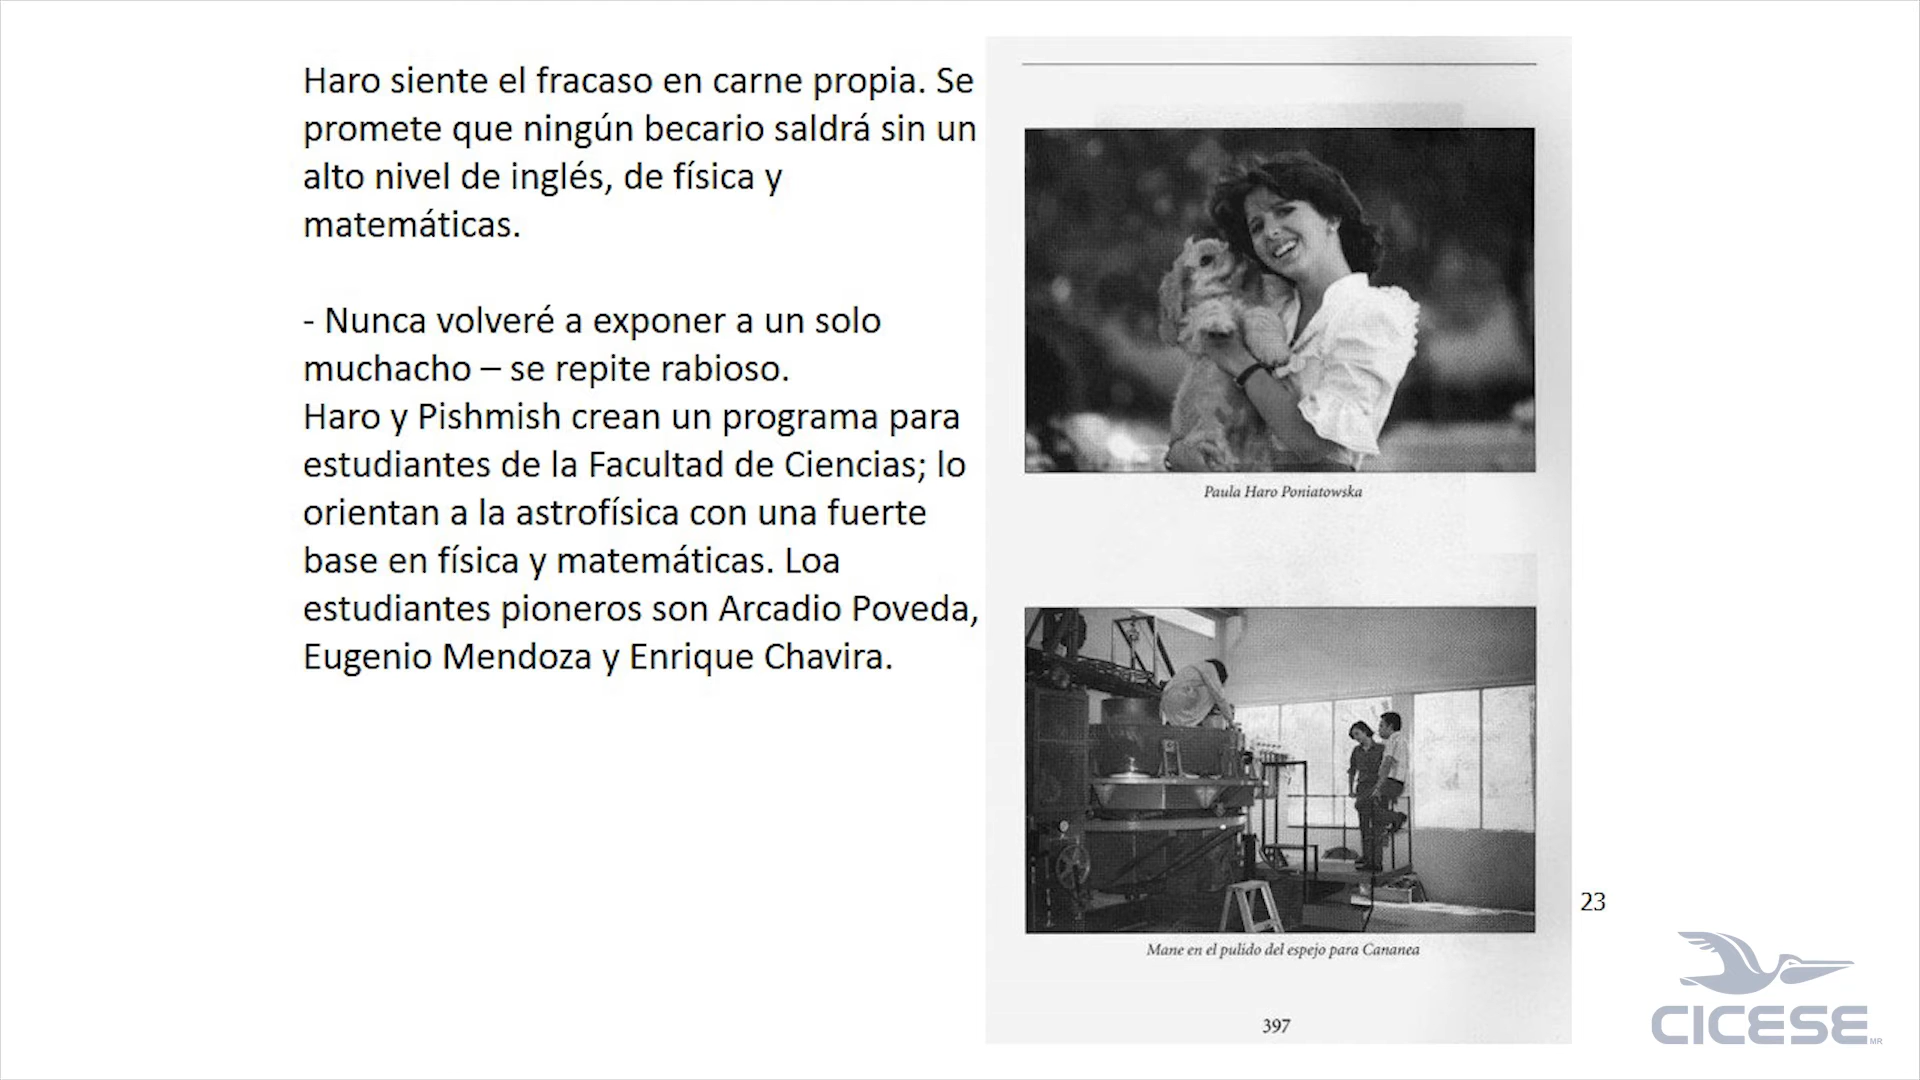 Haro siente el fracaso en carne propia. Se
promete que ningún becario saldrá sin un
alto nivel de inglés, de física y
matemáticas.
- Nunca volveré a exponer a un solo
muchacho – se repite rabioso.
Haro y Pishmish crean un programa para
estudiantes de la Facultad de Ciencias; lo
orientan a la astrofísica con una fuerte
base en física y matemáticas. Loa
estudiantes pioneros son Arcadio Poveda,
Eugenio Mendoza y Enrique Chavira.
Paula Haro Poniatowska
Mane en el pulido del espejo para Cananea
397
23
CICESE
MR